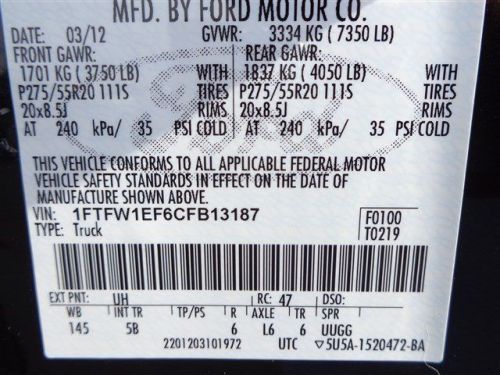 MFD. BY FORD MOTOR CO.
DATE: 03/12 GVWR: 3334 KG ( 7350 LB)
FRONT GAWR: REAR GAWR:
1701 KG ( 3750 LB) WITH 1837 KG ( 4050 LB) WITH
P275/55R20 111S TIRES P275/55R20 111S TIRES
20x8.5J RIMS 20x8.5J RIMS
AT 240 kPa/ 35 PSI COLD AT 240 kPa/ 35 PSI COLD
THIS VEHICLE CONFORMS TO ALL APPLICABLE FEDERAL MOTOR
VEHICLE SAFETY STANDARDS IN EFFECT ON THE DATE OF
MANUFACTURE SHOWN ABOVE.
VIN: 1FTFW1EF6CFB13187 F0100
TYPE: Truck T0219
EXT PNT: UH RC: 47 DSO:
WB INT TR TP/PS R AXLE TR SPR
145 5B 6 L6 6 UUGG
2201203101972 UTC ▽5U5A-1520472-BA